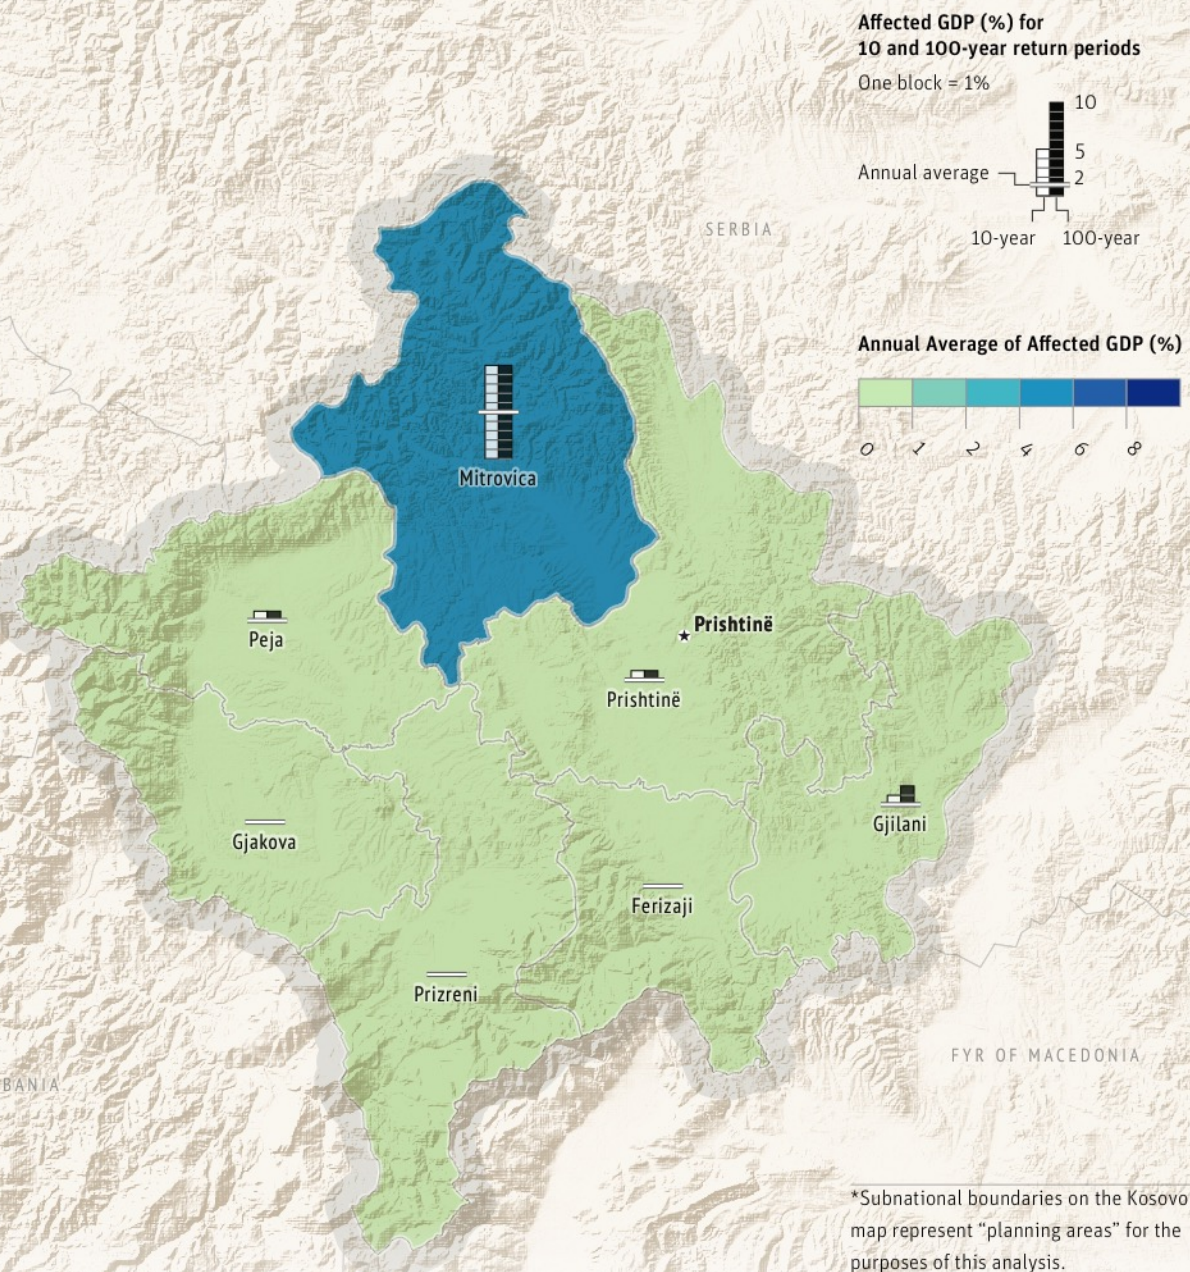 Affected GDP (%) for
10 and 100-year return periods
One block = 1%
10
5
Annual average
2
10-year
100-year
SERBIA
Annual Average of Affected GDP (%)
0
1
2
4
6
8
Mitrovica
Peja
Prishtinë
Prishtinë
Gjakova
Gjilani
Ferizaji
Prizreni
FYR OF MACEDONIA
BANIA
*Subnational boundaries on the Kosovo
map represent “planning areas” for the
purposes of this analysis.